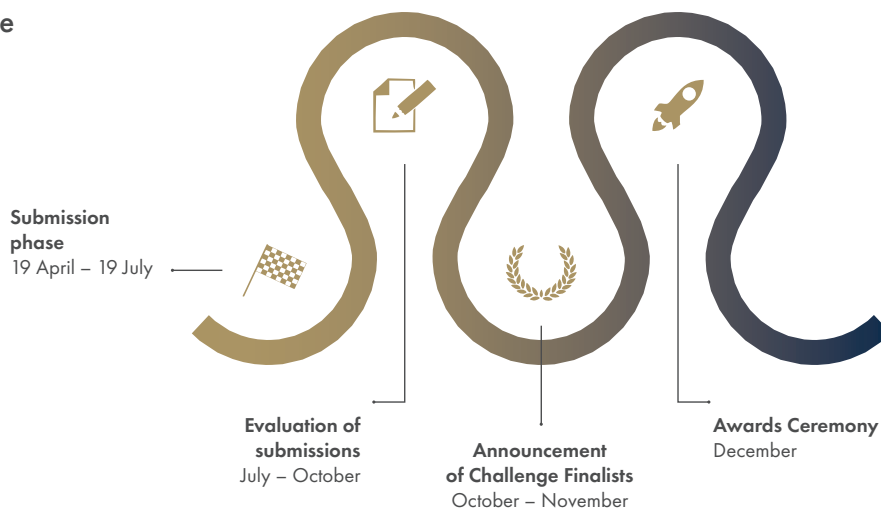 e
Submission
phase
19 April – 19 July
Evaluation of
submissions
July – October
Announcement
of Challenge Finalists
October – November
Awards Ceremony
December